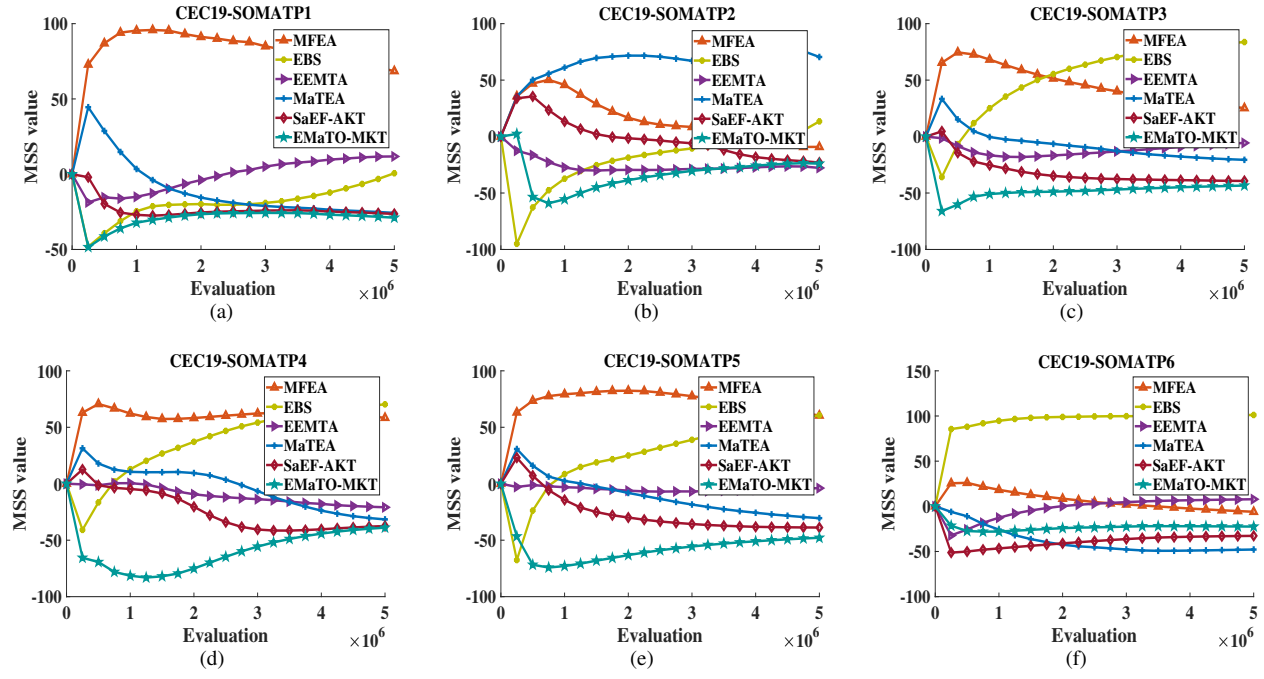 CEC19-SOMATP1
MSS value
100
50
0
-50
0 1 2 3 4 5
Evaluation
×10^6
MFEA
EBS
EEMTA
MaTEA
SaEF-AKT
EMaTO-MKT
(a)
CEC19-SOMATP2
MSS value
100
50
0
-50
-100
0 1 2 3 4 5
Evaluation
×10^6
MFEA
EBS
EEMTA
MaTEA
SaEF-AKT
EMaTO-MKT
(b)
CEC19-SOMATP3
MSS value
100
50
0
-50
-100
0 1 2 3 4 5
Evaluation
×10^6
MFEA
EBS
EEMTA
MaTEA
SaEF-AKT
EMaTO-MKT
(c)
CEC19-SOMATP4
MSS value
100
50
0
-50
-100
0 1 2 3 4 5
Evaluation
×10^6
MFEA
EBS
EEMTA
MaTEA
SaEF-AKT
EMaTO-MKT
(d)
CEC19-SOMATP5
MSS value
100
50
0
-50
-100
0 1 2 3 4 5
Evaluation
×10^6
MFEA
EBS
EEMTA
MaTEA
SaEF-AKT
EMaTO-MKT
(e)
CEC19-SOMATP6
MSS value
150
100
50
0
-50
-100
0 1 2 3 4 5
Evaluation
×10^6
MFEA
EBS
EEMTA
MaTEA
SaEF-AKT
EMaTO-MKT
(f)